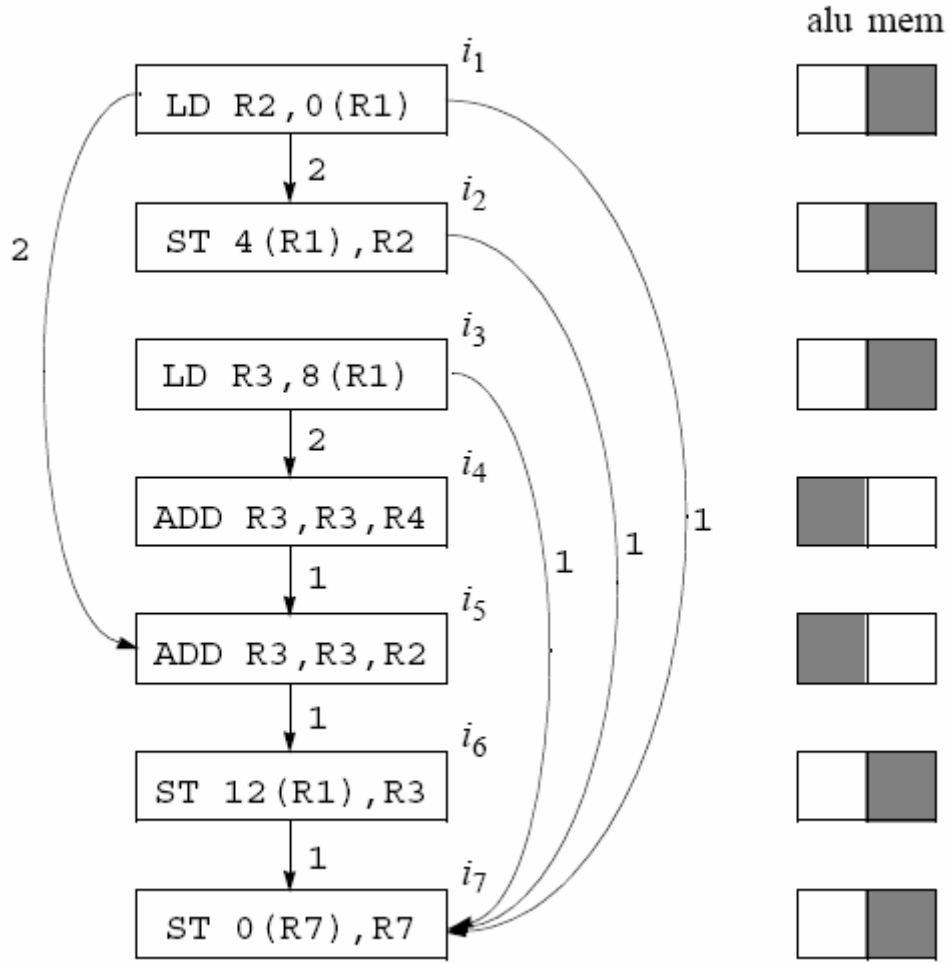 alu mem
i1
LD R2,0(R1)
2
i2
ST 4(R1),R2
2
i3
LD R3,8(R1)
2
i4
ADD R3,R3,R4
1
1
1
1
i5
ADD R3,R3,R2
1
i6
ST 12(R1),R3
1
i7
ST 0(R7),R7